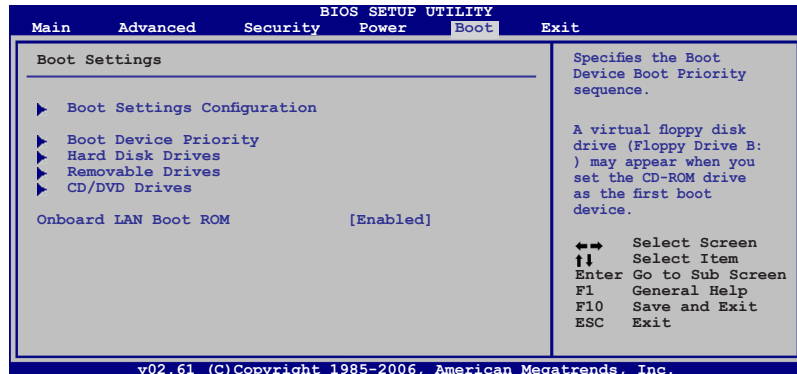 BIOS SETUP UTILITY
Main Advanced Security Power Boot Exit
Boot Settings
Boot Settings Configuration
Boot Device Priority
Hard Disk Drives
Removable Drives
CD/DVD Drives
Onboard LAN Boot ROM [Enabled]
Specifies the Boot
Device Boot Priority
sequence.
A virtual floppy disk
drive (Floppy Drive B:
) may appear when you
set the CD-ROM drive
as the first boot
device.
←→ Select Screen
↑↓ Select Item
Enter Go to Sub Screen
F1 General Help
F10 Save and Exit
ESC Exit
v02.61 (C)Copyright 1985-2006, American Megatrends, Inc.